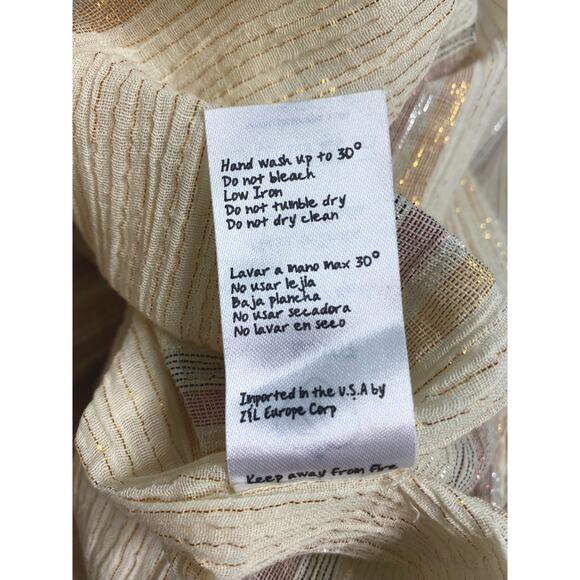 Hand wash up to 30°
Do not bleach
Low Iron
Do not tumble dry
Do not dry clean
Lavar a mano max 30°
No usar lejla
Baja plancha
No usar secadora
No lavar en seco
Imported in the U.S.A by
ZYL Europe Corp
Keep away from fire